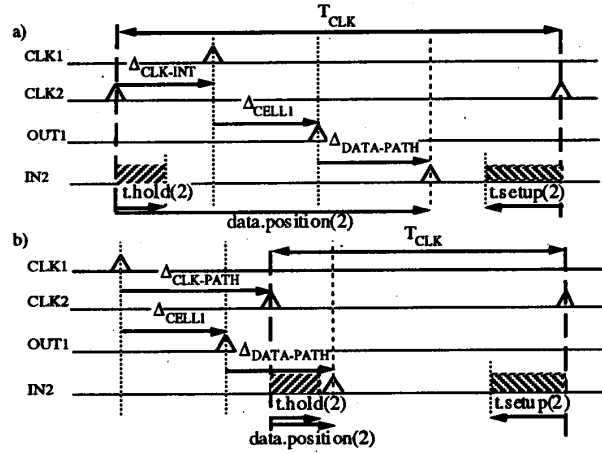 T_CLK
a)
CLK1
Δ_CLK-INT
CLK2
Δ_CELL1
OUT1
Δ_DATA-PATH
IN2
t.hold(2)
t.setup(2)
data.position(2)
b)
T_CLK
CLK1
Δ_CLK-PATH
CLK2
Δ_CELL1
OUT1
Δ_DATA-PATH
IN2
t.hold(2)
t.setup(2)
data.position(2)